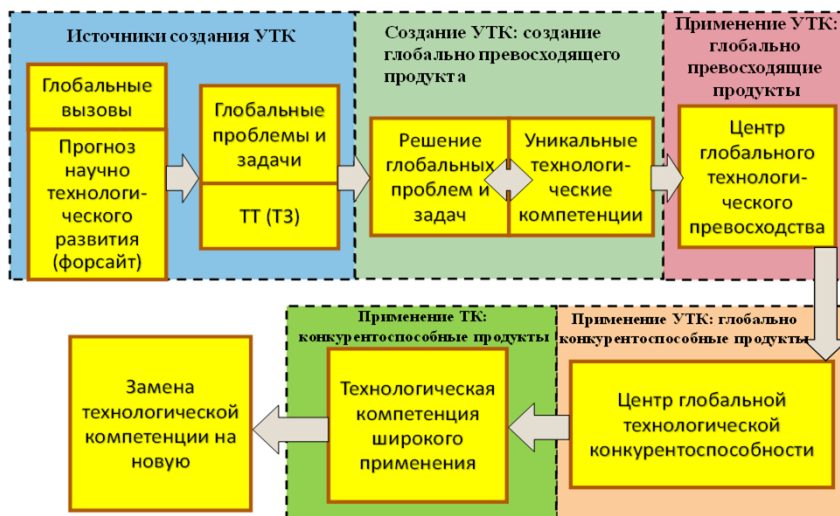 Источники создания УТК
Глобальные
вызовы
Прогноз
научно
технологи-
ческого
развития
(форсайт)
Глобальные
проблемы и
задачи
ТТ (ТЗ)
Создание УТК: создание
глобально превосходящего
продукта
Решение
глобальных
проблем и
задач
Уникальные
технологи-
ческие
компетенции
Применение УТК:
глобально
превосходящие
продукты
Центр
глобального
технологи-
ческого
превосходства
Применение УТК: глобально
конкурентоспособные продукты
Центр глобальной
технологической
конкурентоспособности
Применение ТК:
конкурентоспособные продукты
Технологическая
компетенция
широкого
применения
Замена
технологической
компетенции на
новую